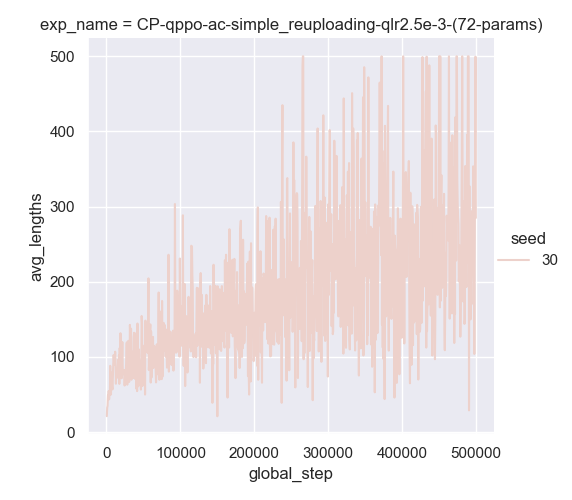 exp_name = CP-qppo-ac-simple_reuploading-qlr2.5e-3-(72-params)
500
400
300
200
100
0
avg_lengths
0 100000 200000 300000 400000 500000
global_step
seed
30